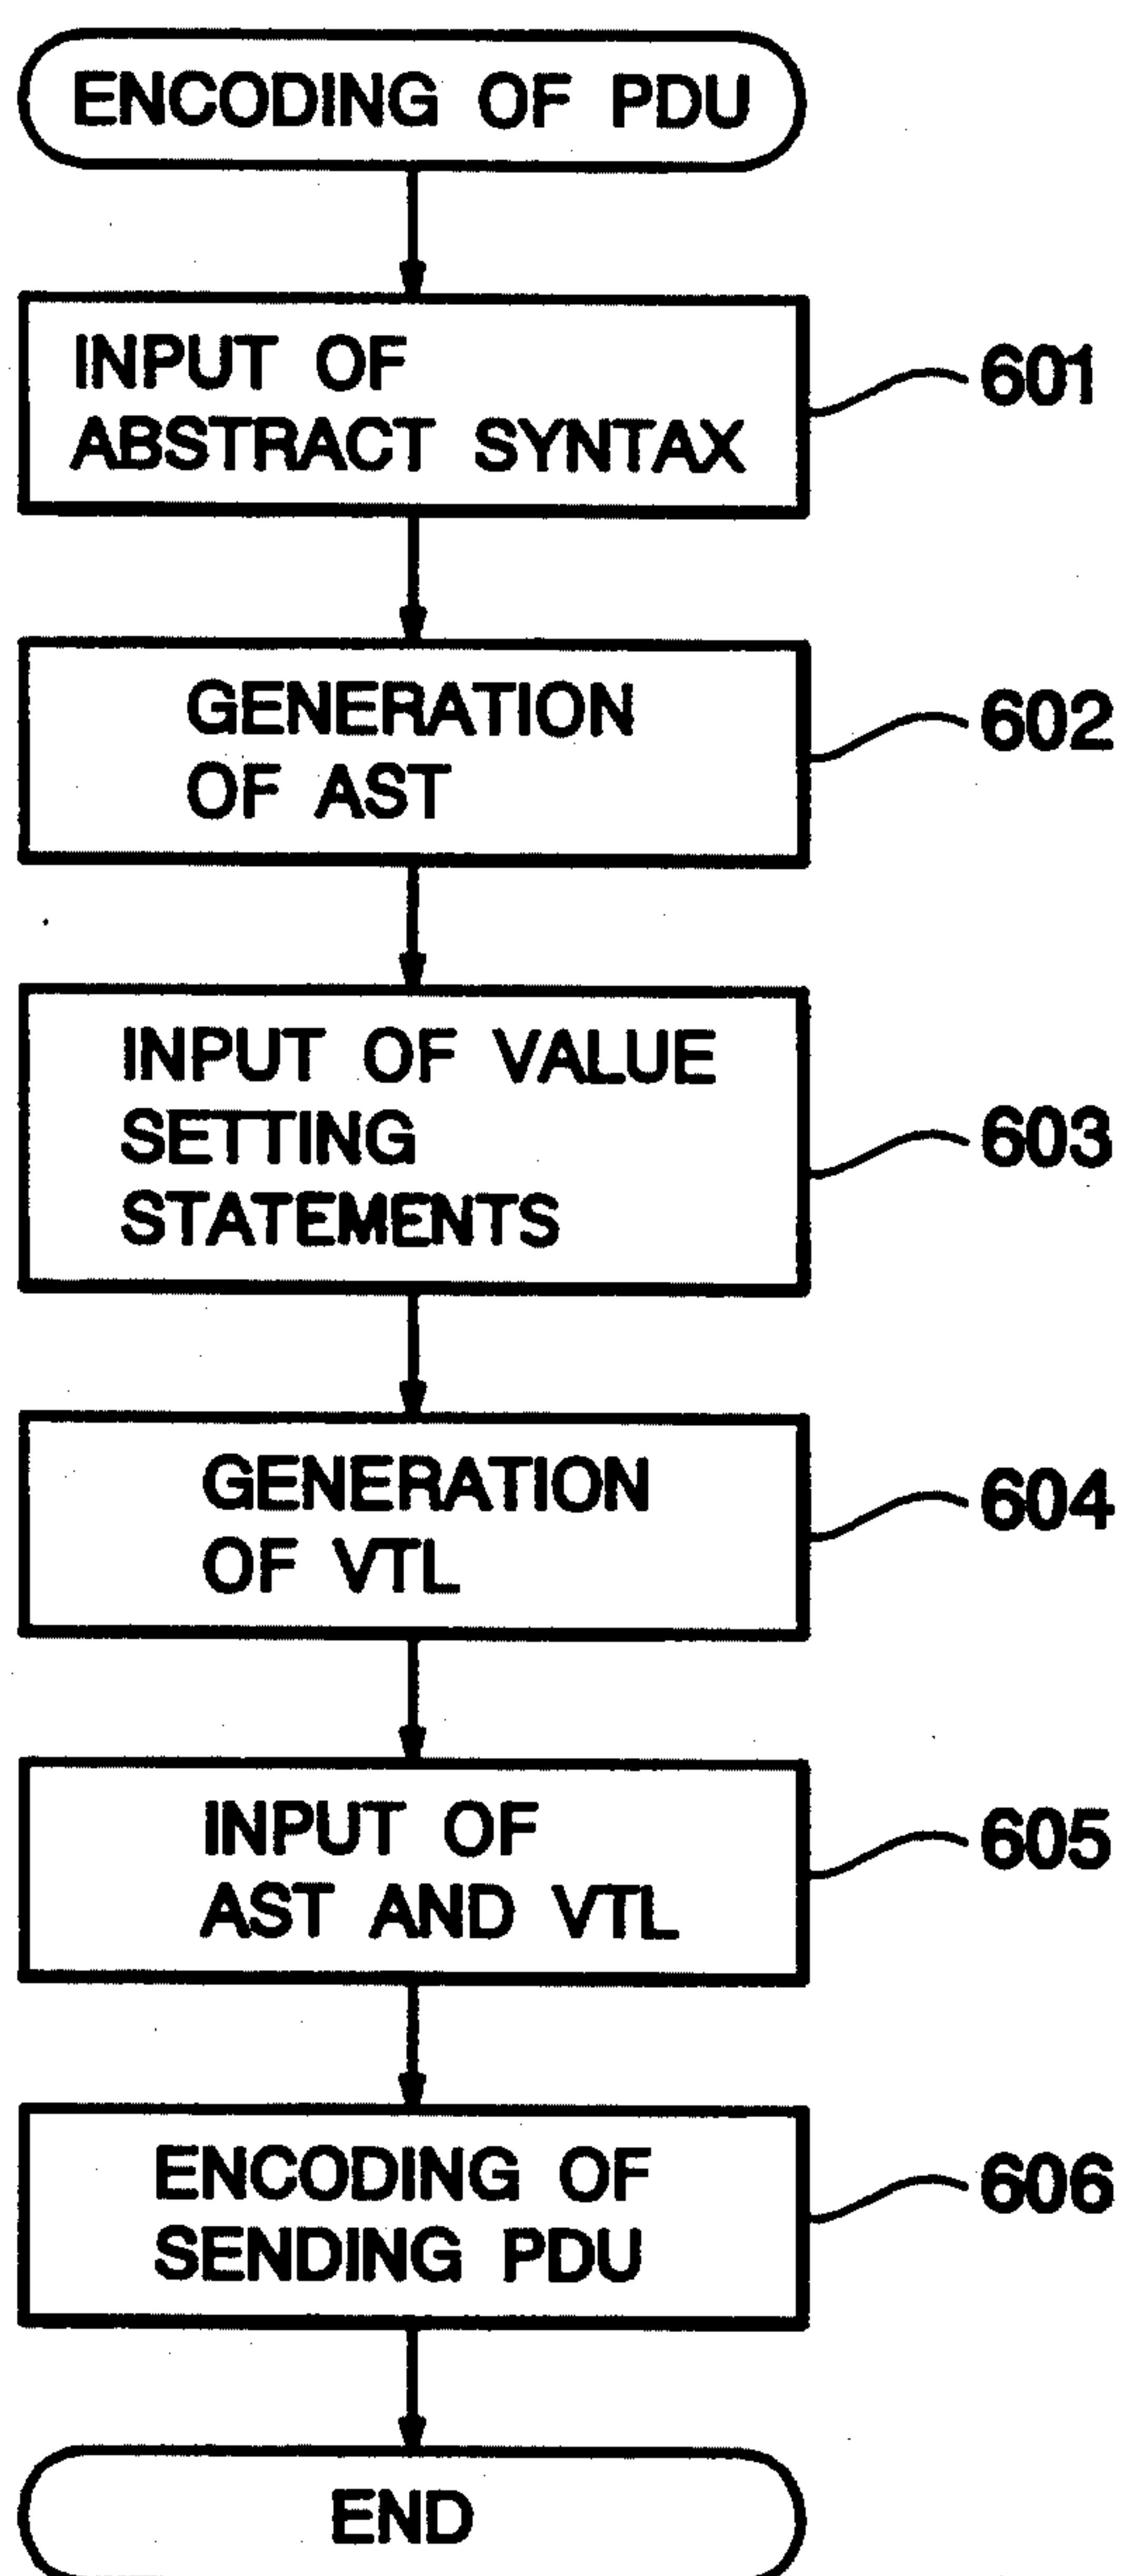 ENCODING OF PDU
INPUT OF
ABSTRACT SYNTAX
601
GENERATION
OF AST
602
INPUT OF VALUE
SETTING
STATEMENTS
603
GENERATION
OF VTL
604
INPUT OF
AST AND VTL
605
ENCODING OF
SENDING PDU
606
END